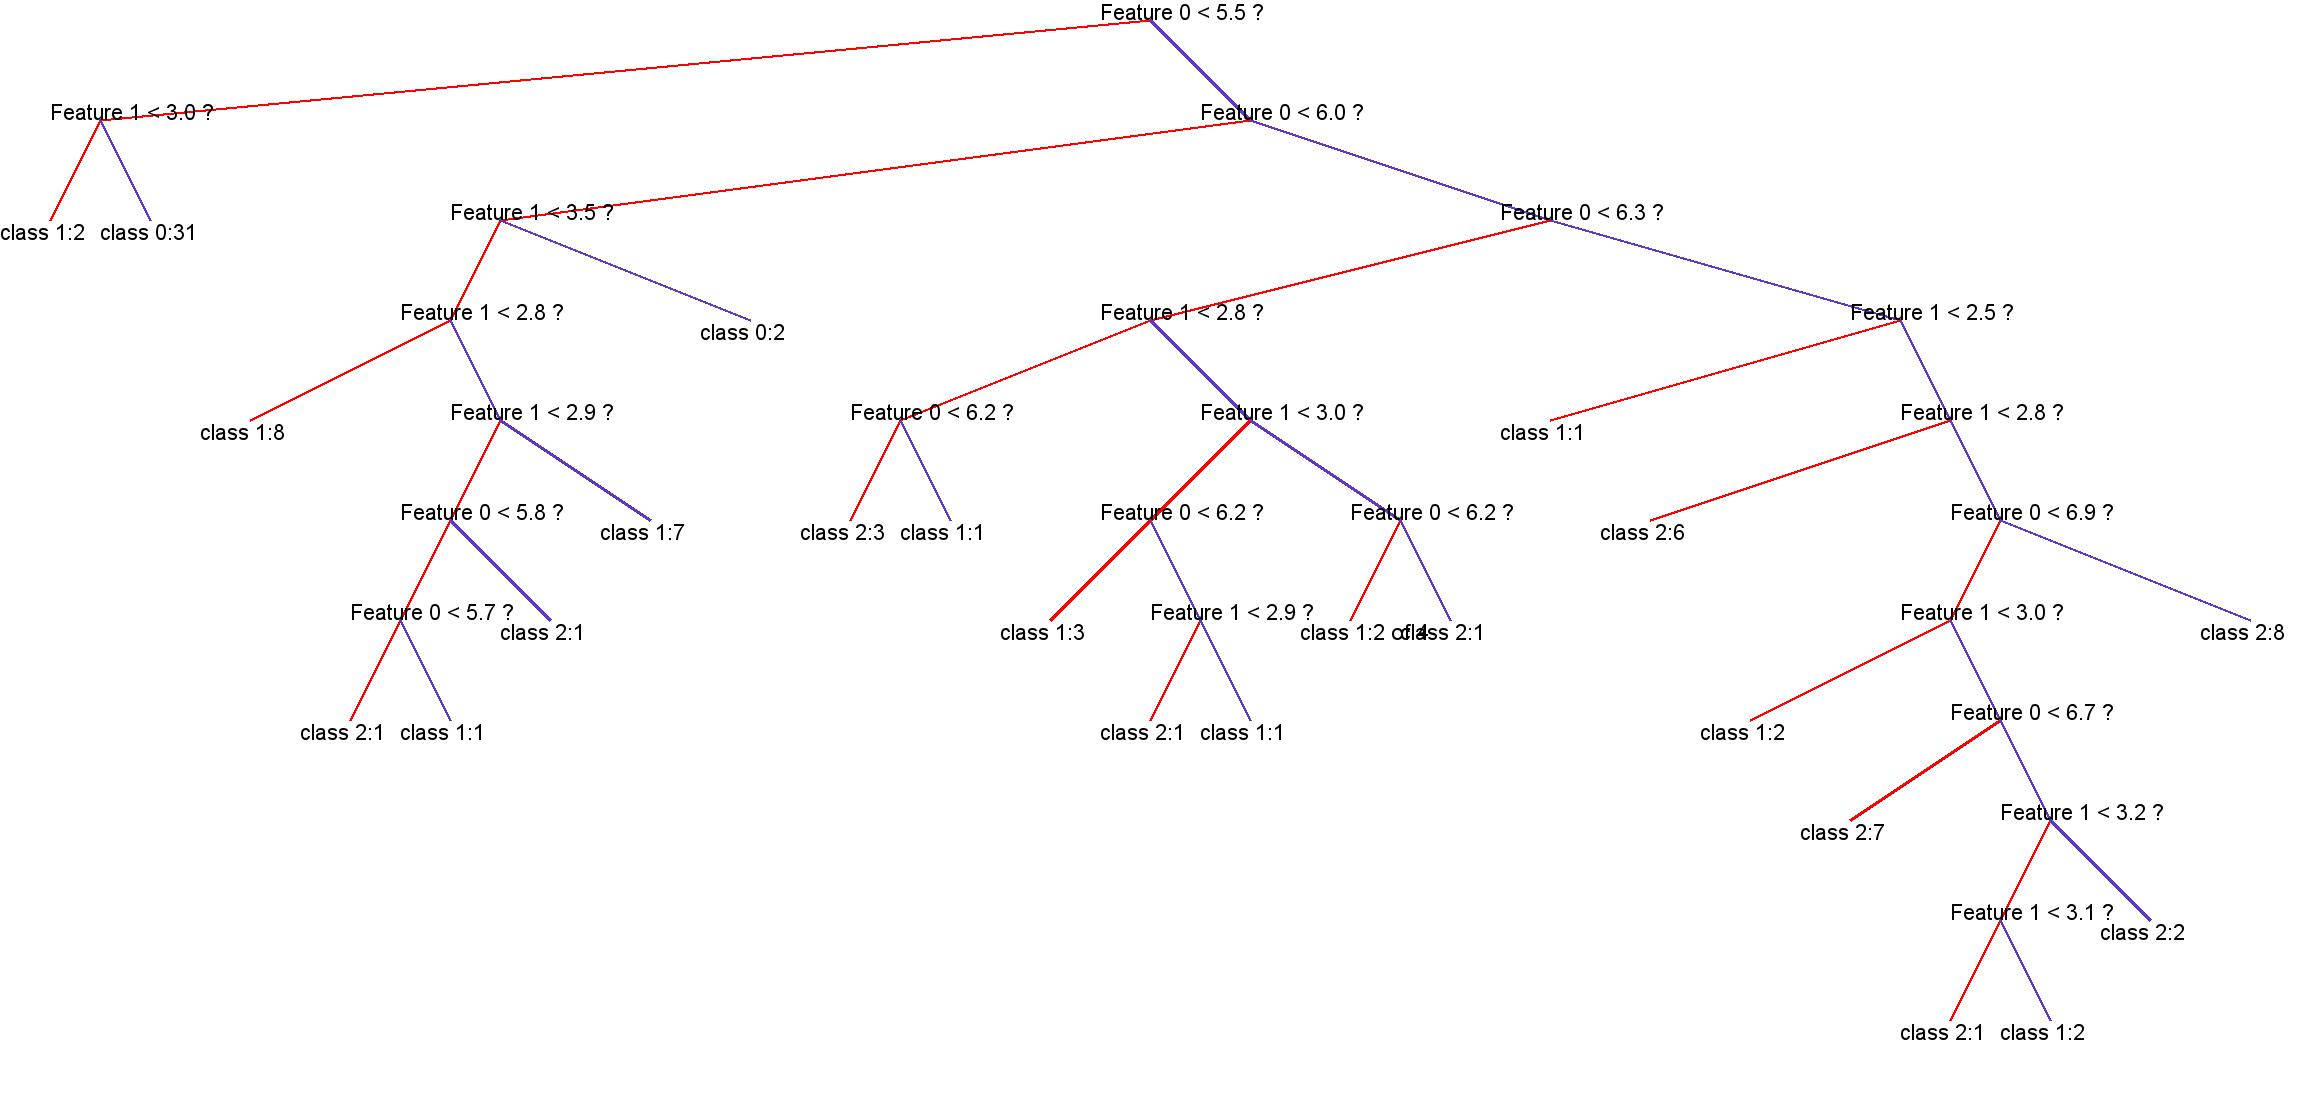 Feature 0 < 5.5 ?
Feature 1 < 3.0 ?
Feature 0 < 6.0 ?
Feature 1 < 3.5 ?
Feature 0 < 6.3 ?
class 1:2
class 0:31
Feature 1 < 2.8 ?
class 0:2
Feature 1 < 2.8 ?
Feature 1 < 2.5 ?
class 1:8
Feature 1 < 2.9 ?
Feature 0 < 6.2 ?
Feature 1 < 3.0 ?
class 1:1
Feature 1 < 2.8 ?
Feature 0 < 5.8 ?
class 1:7
class 2:3
class 1:1
Feature 0 < 6.2 ?
Feature 0 < 6.2 ?
class 2:6
Feature 0 < 6.9 ?
Feature 0 < 5.7 ?
class 2:1
class 1:3
Feature 1 < 2.9 ?
class 1:2 of 4
class 2:1
Feature 1 < 3.0 ?
class 2:8
class 2:1
class 1:1
class 2:1
class 1:1
class 1:2
Feature 0 < 6.7 ?
class 2:7
Feature 1 < 3.2 ?
Feature 1 < 3.1 ?
class 2:2
class 2:1
class 1:2